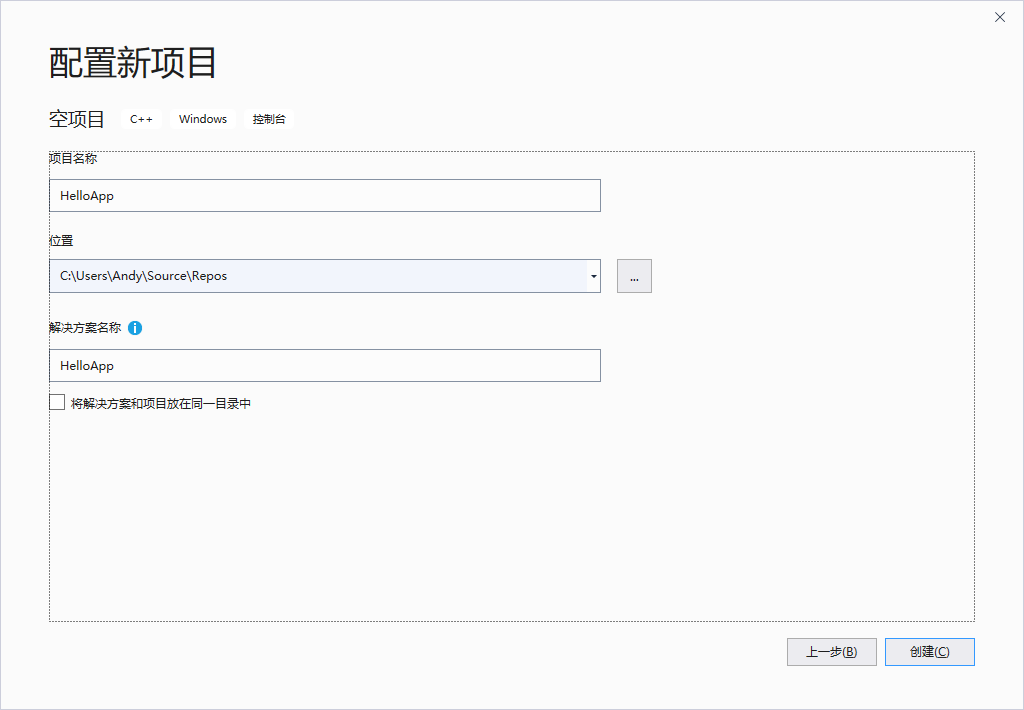 配置新项目
空项目 C++ Windows 控制台
项目名称
HelloApp
位置
C:\Users\Andy\Source\Repos
...
解决方案名称
HelloApp
将解决方案和项目放在同一目录中
上一步(B) 创建(C)